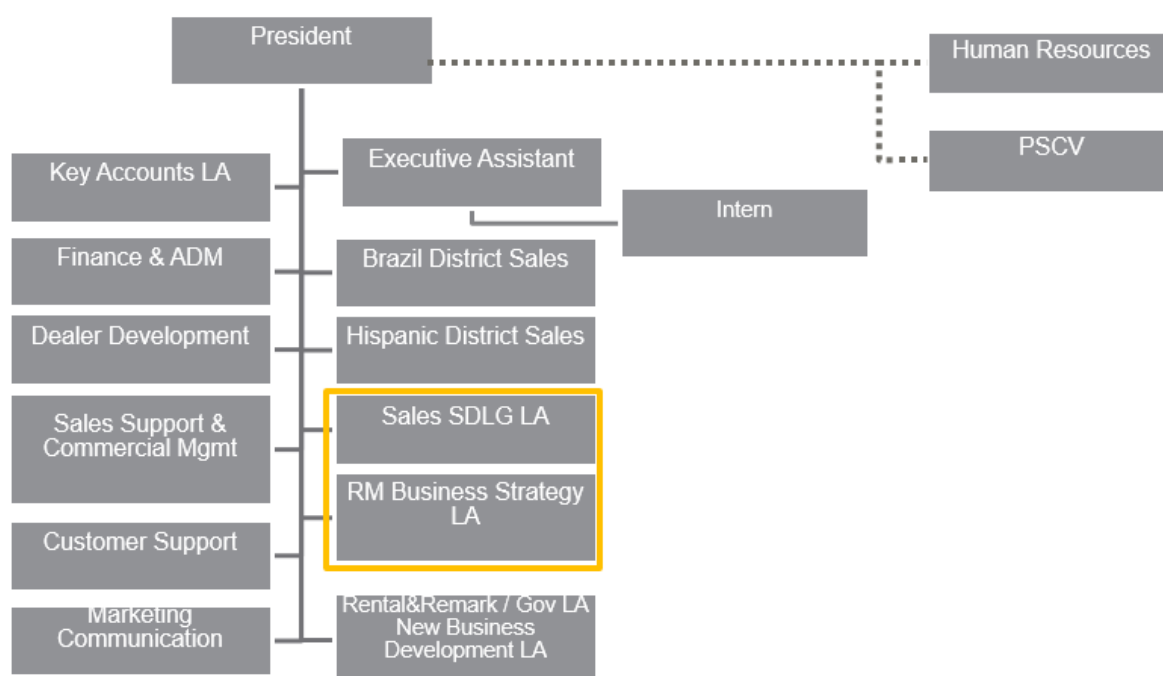 President
Human Resources
PSCV
Executive Assistant
Key Accounts LA
Intern
Finance & ADM
Brazil District Sales
Dealer Development
Hispanic District Sales
Sales Support &
Commercial Mgmt
Sales SDLG LA
RM Business Strategy
LA
Customer Support
Marketing
Communication
Rental&Remark / Gov LA
New Business
Development LA